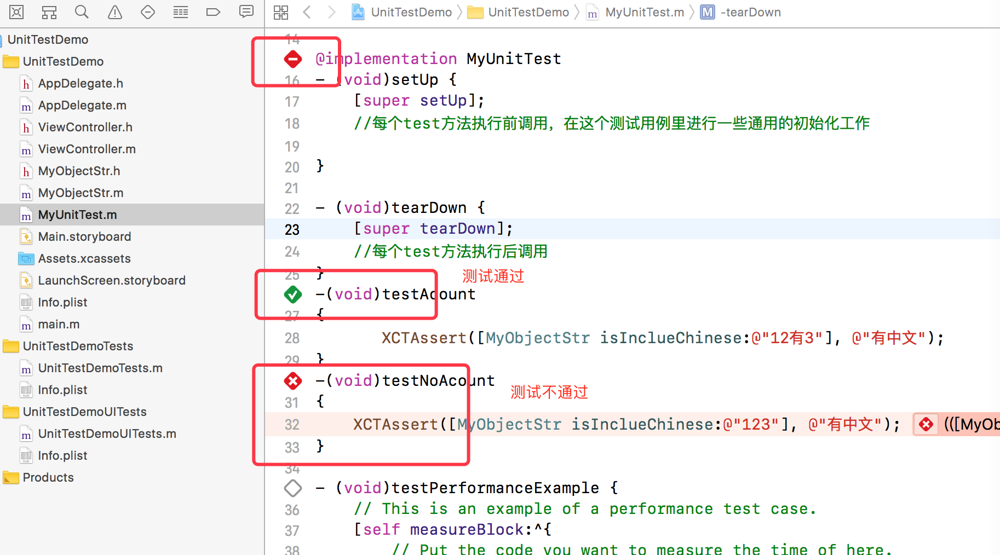 UnitTestDemo UnitTestDemo MyUnitTest.m M -tearDown
UnitTestDemo
UnitTestDemo
h AppDelegate.h
m AppDelegate.m
h ViewController.h
m ViewController.m
h MyObjectStr.h
m MyObjectStr.m
m MyUnitTest.m
Main.storyboard
Assets.xcassets
LaunchScreen.storyboard
Info.plist
m main.m
UnitTestDemoTests
m UnitTestDemoTests.m
Info.plist
UnitTestDemoUITests
m UnitTestDemoUITests.m
Info.plist
Products
14
@implementation MyUnitTest
16 - (void)setUp {
17 [super setUp];
18 //每个test方法执行前调用，在这个测试用例里进行一些通用的初始化工作
19
20 }
21
22 - (void)tearDown {
23 [super tearDown];
24 //每个test方法执行后调用
25 }
测试通过
-(void)testAcount
27 {
28 XCTAssert([MyObjectStr isInclueChinese:@"12有3"], @"有中文");
29 }
-(void)testNoAcount
测试不通过
31 {
32 XCTAssert([MyObjectStr isInclueChinese:@"123"], @"有中文"); (([MyOb
33 }
34
- (void)testPerformanceExample {
36 // This is an example of a performance test case.
37 [self measureBlock:^{
38 // Put the code you want to measure the time of here.